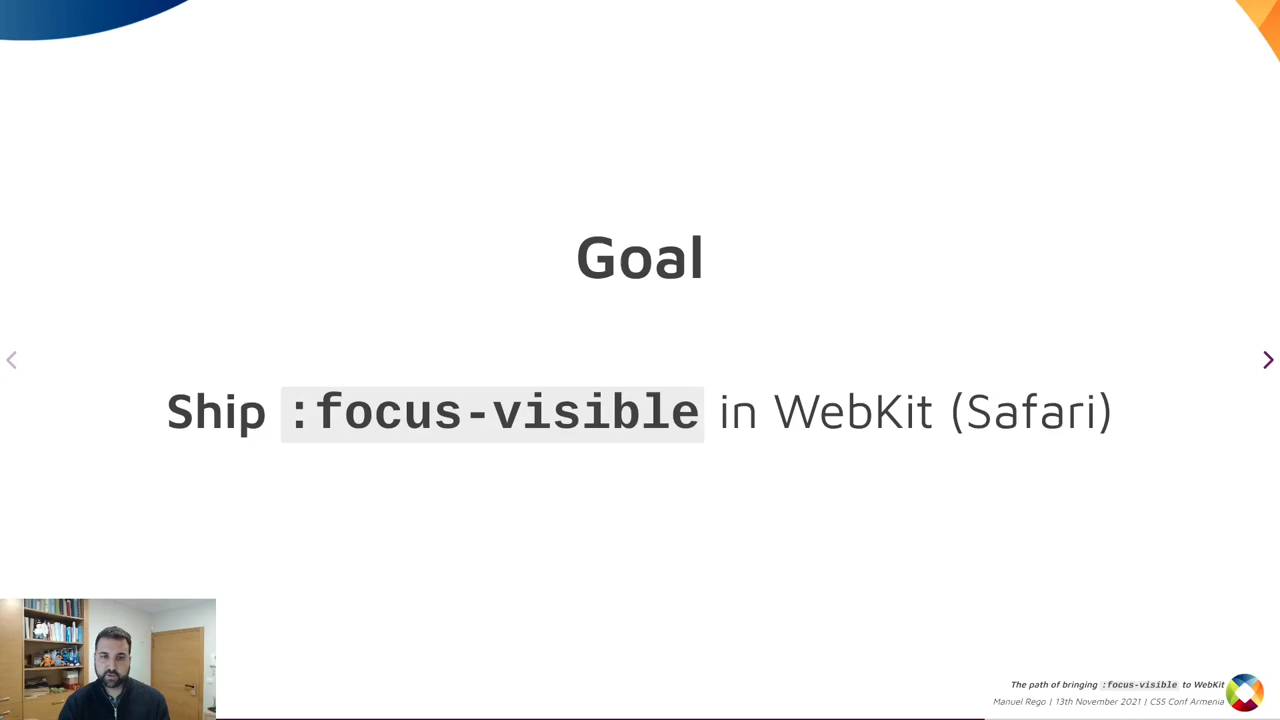 Goal
Ship :focus-visible in WebKit (Safari)
The path of bringing :focus-visible to WebKit
Manuel Rego | 13th November 2021 | CSS Conf Armenia